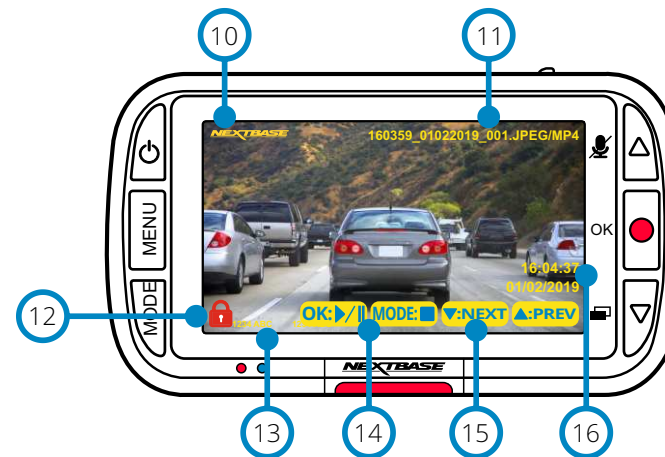 10 11
NEXTBASE 160359_01022019_001.JPEG/MP4
MENU
OK
16:04:37
01/02/2019
12
MODE
OK: ▶/II MODE: ■ ▼:NEXT ▲:PREV
NEXTBASE
13 14 15 16